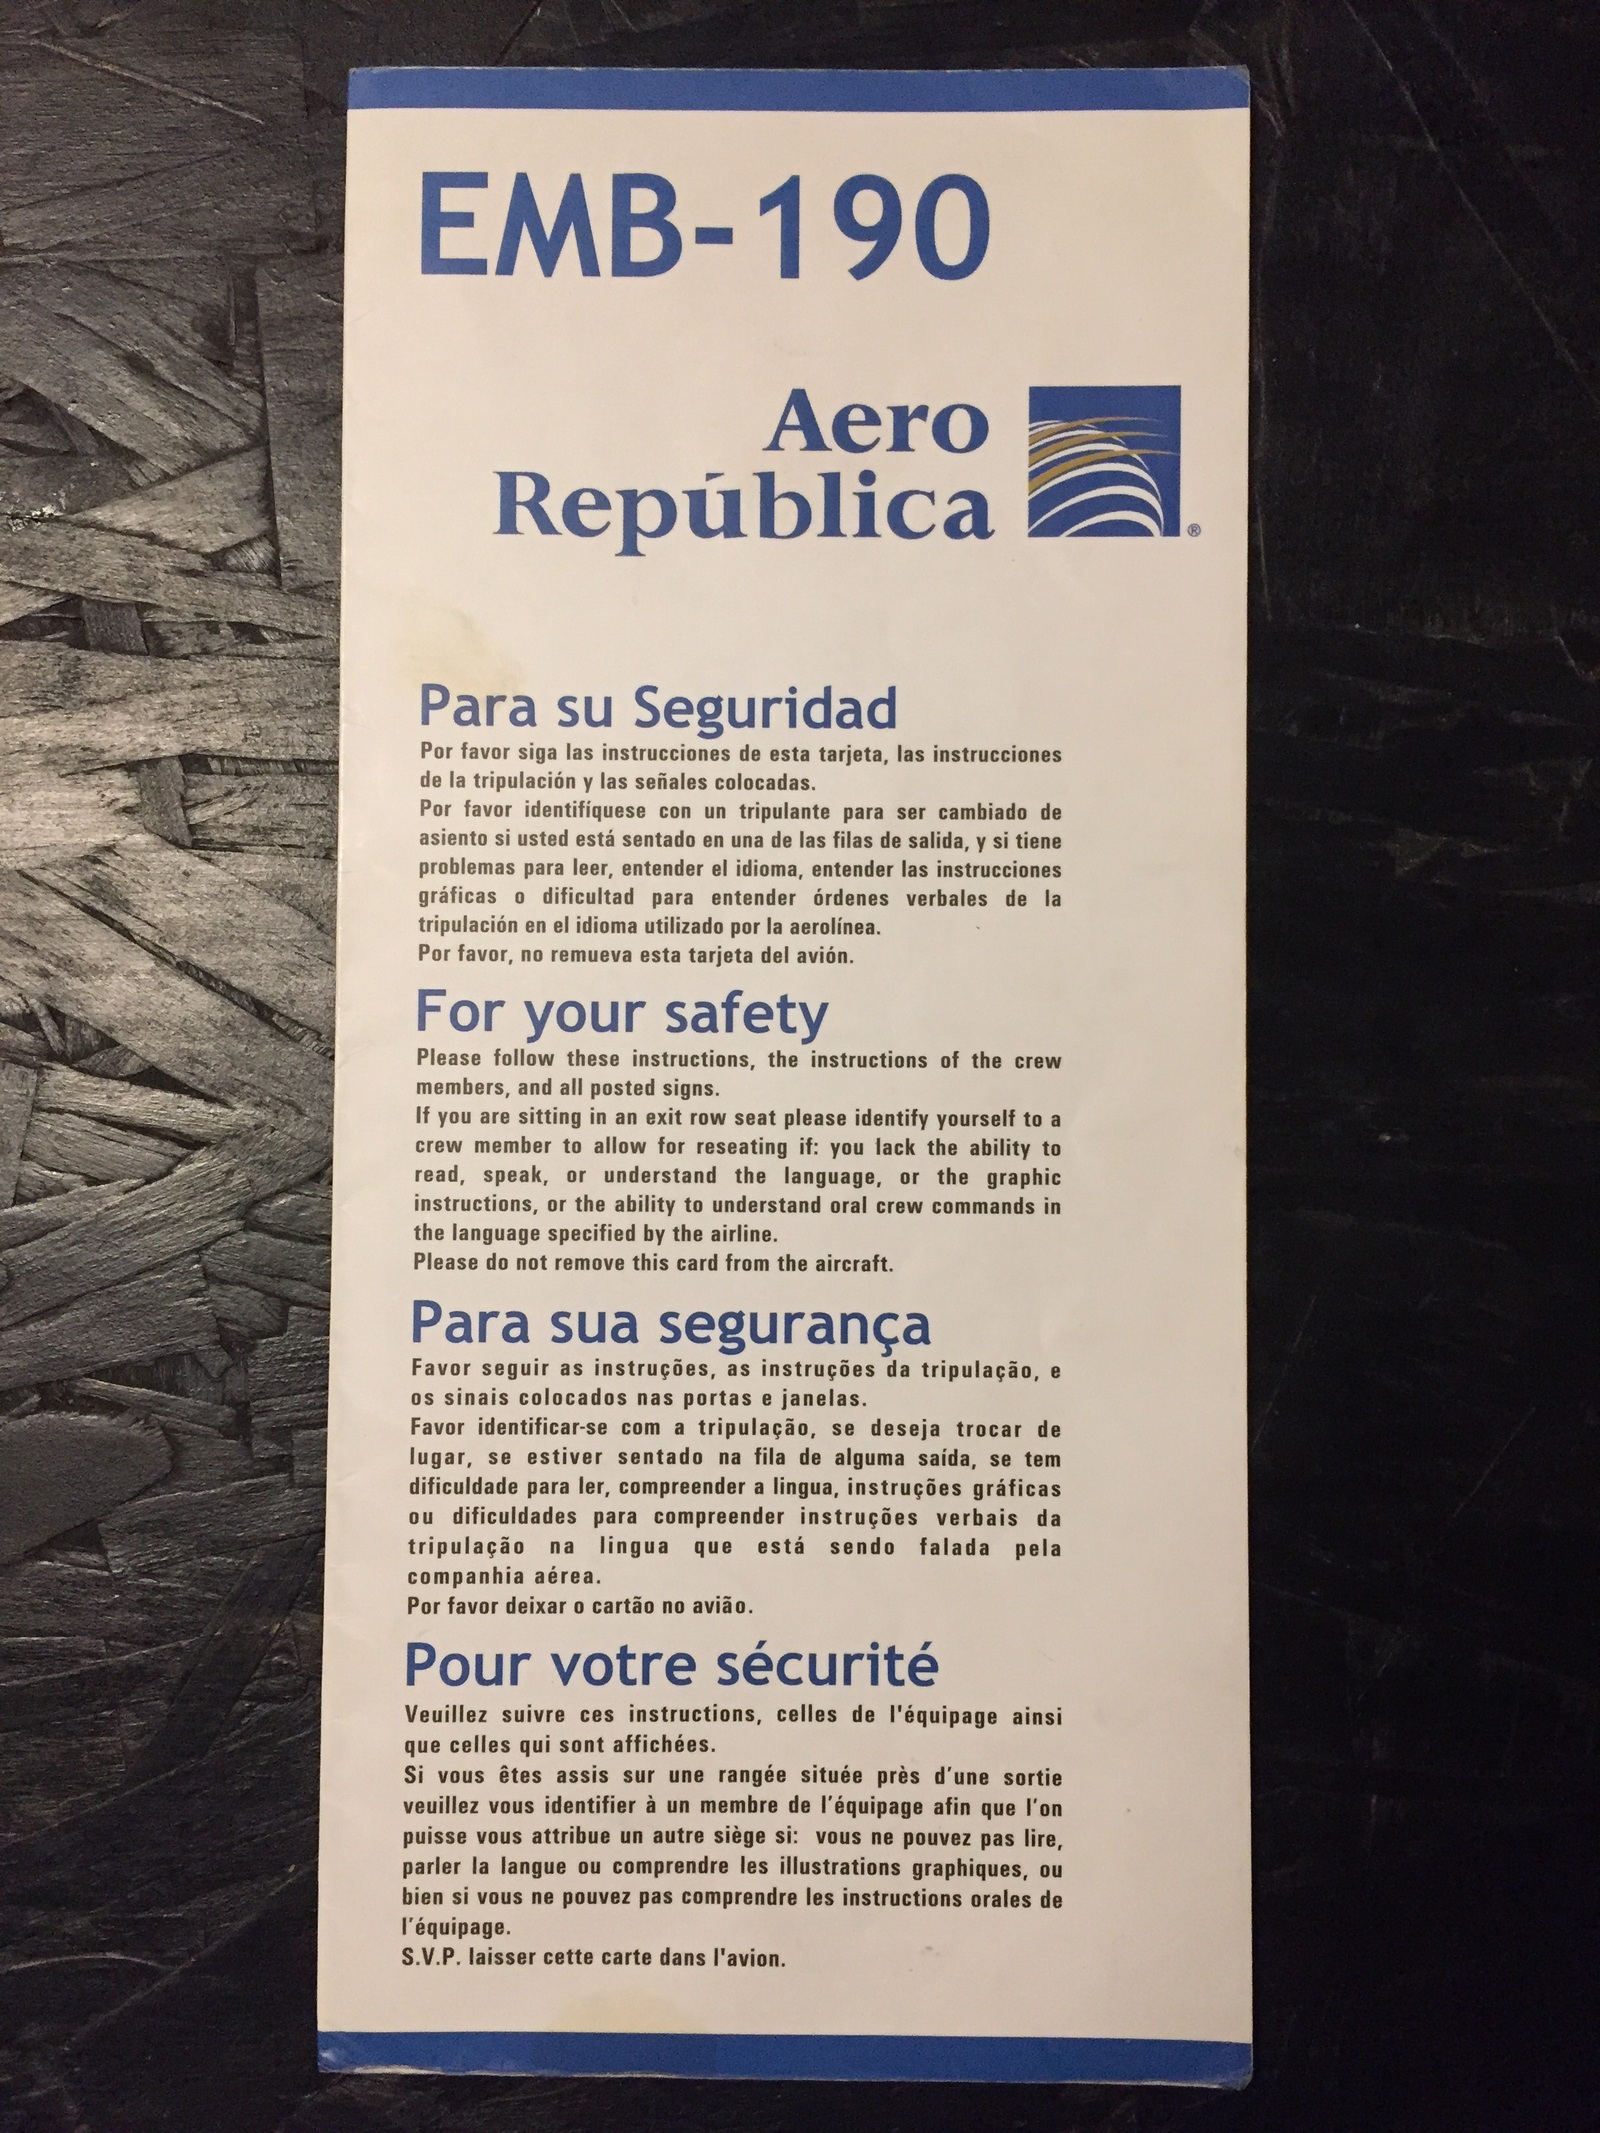 EMB-190
Aero
República
®
Para su Seguridad
Por favor siga las instrucciones de esta tarjeta, las instrucciones
de la tripulación y las señales colocadas.
Por favor identifíquese con un tripulante para ser cambiado de
asiento si usted está sentado en una de las filas de salida, y si tiene
problemas para leer, entender el idioma, entender las instrucciones
gráficas o dificultad para entender órdenes verbales de la
tripulación en el idioma utilizado por la aerolínea.
Por favor, no remueva esta tarjeta del avión.
For your safety
Please follow these instructions, the instructions of the crew
members, and all posted signs.
If you are sitting in an exit row seat please identify yourself to a
crew member to allow for reseating if: you lack the ability to
read, speak, or understand the language, or the graphic
instructions, or the ability to understand oral crew commands in
the language specified by the airline.
Please do not remove this card from the aircraft.
Para sua segurança
Favor seguir as instruções, as instruções da tripulação, e
os sinais colocados nas portas e janelas.
Favor identificar-se com a tripulação, se deseja trocar de
lugar, se estiver sentado na fila de alguma saída, se tem
dificuldade para ler, compreender a lingua, instruções gráficas
ou dificuldades para compreender instruções verbais da
tripulação na lingua que está sendo falada pela
companhia aérea.
Por favor deixar o cartão no avião.
Pour votre sécurité
Veuillez suivre ces instructions, celles de l'équipage ainsi
que celles qui sont affichées.
Si vous êtes assis sur une rangée située près d'une sortie
veuillez vous identifier à un membre de l'équipage afin que l'on
puisse vous attribue un autre siège si: vous ne pouvez pas lire,
parler la langue ou comprendre les illustrations graphiques, ou
bien si vous ne pouvez pas comprendre les instructions orales de
l'équipage.
S.V.P. laisser cette carte dans l'avion.